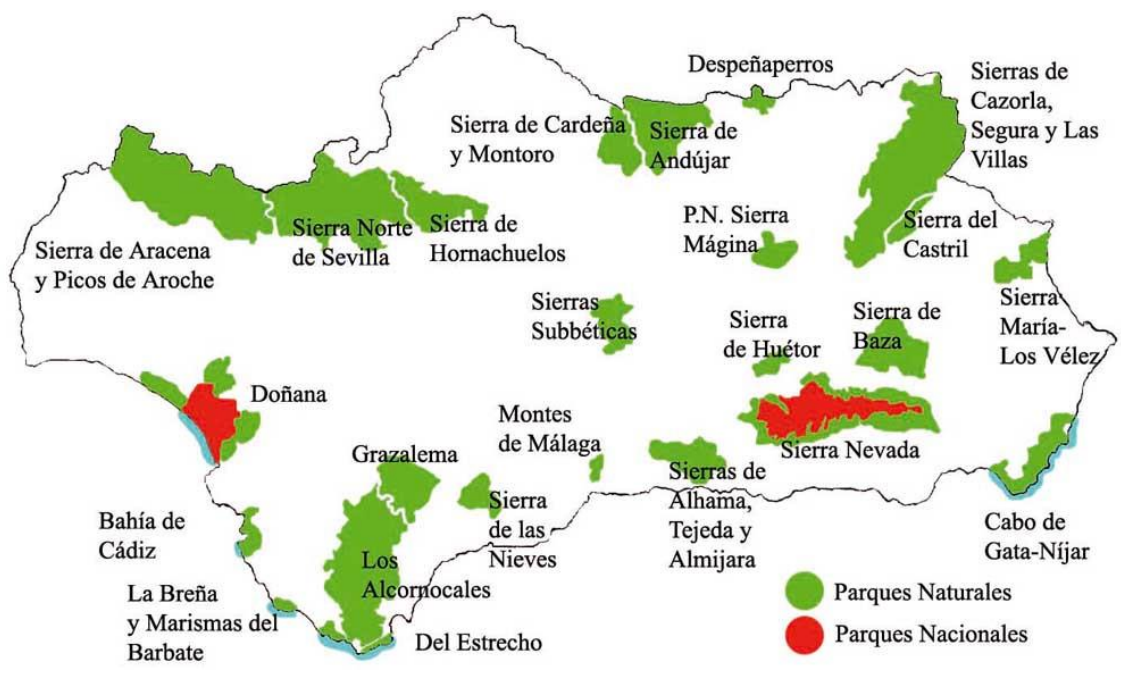 Despeñaperros
Sierras de
Cazorla,
Segura y Las
Villas
Sierra de Cardeña
y Montoro
Sierra de
Andújar
P.N. Sierra
Mágina
Sierra del
Castril
Sierra de Aracena
y Picos de Aroche
Sierra Norte
de Sevilla
Sierra de
Hornachuelos
Sierras
Subbéticas
Sierra
de Huétor
Sierra de
Baza
Sierra
María-
Los Vélez
Doñana
Montes
de Málaga
Sierra Nevada
Grazalema
Sierra
de las
Nieves
Sierras de
Alhama,
Tejeda y
Almijara
Cabo de
Gata-Níjar
Bahía de
Cádiz
Los
Alcornocales
La Breña
y Marismas del
Barbate
Del Estrecho
Parques Naturales
Parques Nacionales